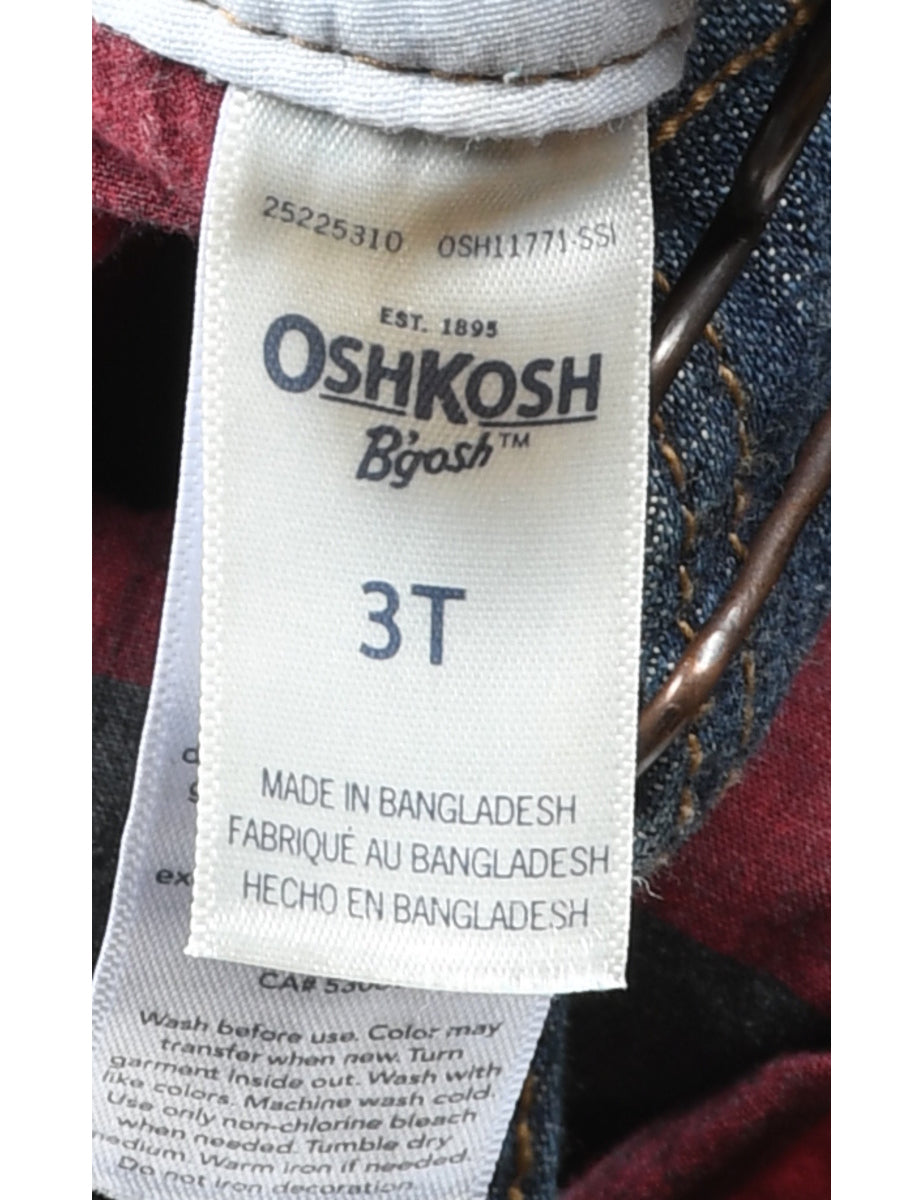 25225310 OSH11771-SSI
EST. 1895
OSHKOSH
B'gosh™
3T
MADE IN BANGLADESH
FABRIQUÉ AU BANGLADESH
HECHO EN BANGLADESH
CA#
Wash before use. Color may
transfer when new. Turn
garment inside out. Wash with
like colors. Machine wash cold.
Use only non-chlorine bleach
when needed. Tumble dry
medium. Warm iron if needed.
Do not iron decoration.